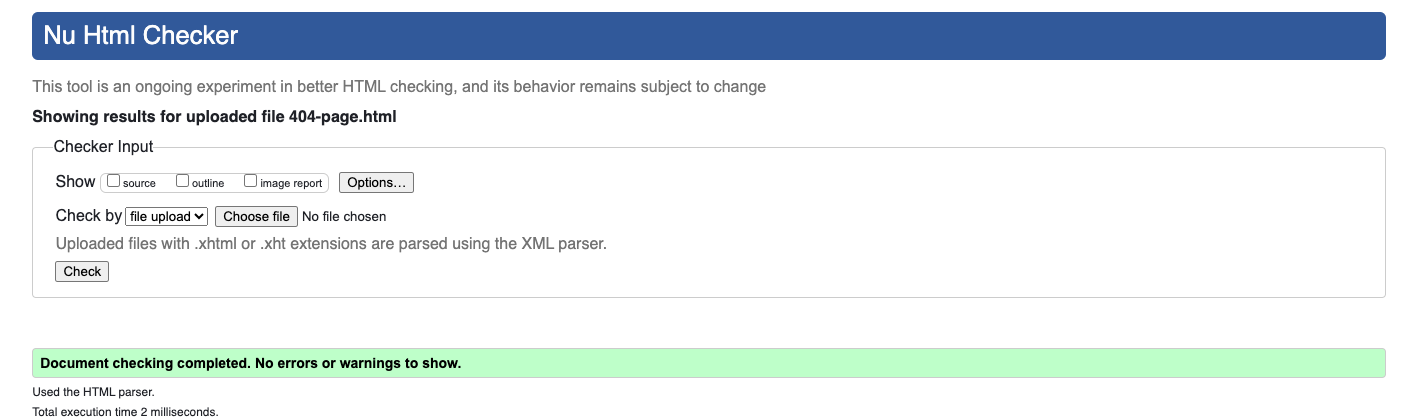 Nu Html Checker
This tool is an ongoing experiment in better HTML checking, and its behavior remains subject to change
Showing results for uploaded file 404-page.html
Checker Input
Show source outline image report Options…
Check by file upload Choose file No file chosen
Uploaded files with .xhtml or .xht extensions are parsed using the XML parser.
Check
Document checking completed. No errors or warnings to show.
Used the HTML parser.
Total execution time 2 milliseconds.